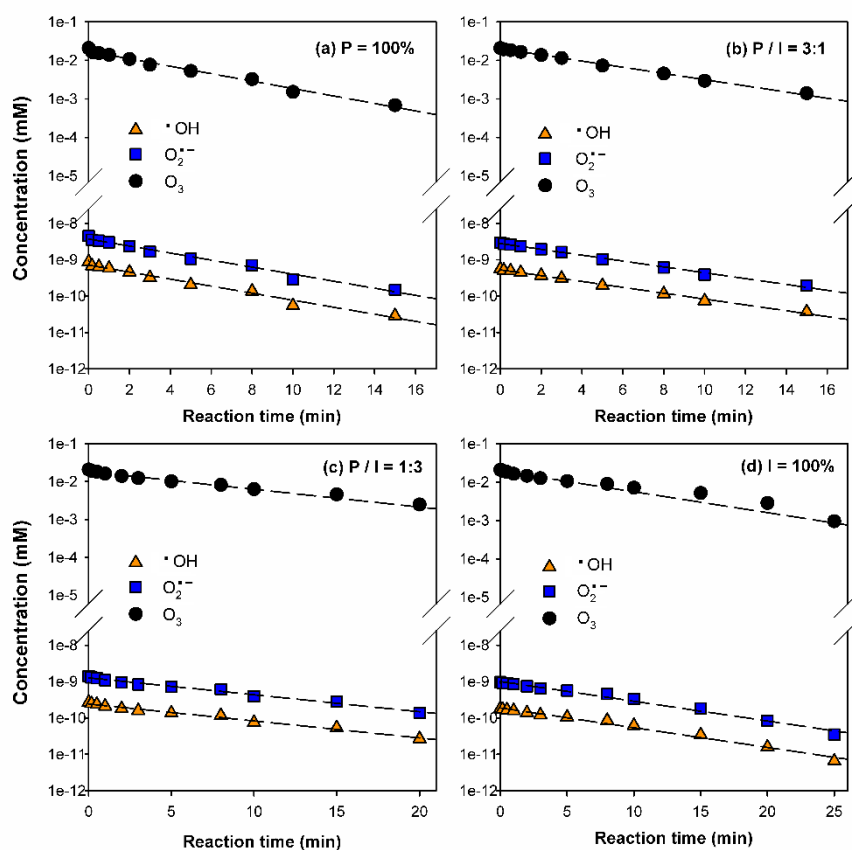 Concentration (mM)
(a) P = 100%
1e-1
1e-2
1e-3
1e-4
1e-5
1e-8
1e-9
1e-10
1e-11
1e-12
•OH
O₂•−
O₃
0 2 4 6 8 10 12 14 16
Reaction time (min)
(b) P / I = 3:1
1e-1
1e-2
1e-3
1e-4
1e-5
1e-8
1e-9
1e-10
1e-11
1e-12
•OH
O₂•−
O₃
0 2 4 6 8 10 12 14 16
Reaction time (min)
Concentration (mM)
(c) P / I = 1:3
1e-1
1e-2
1e-3
1e-4
1e-5
1e-8
1e-9
1e-10
1e-11
1e-12
•OH
O₂•−
O₃
0 5 10 15 20
Reaction time (min)
(d) I = 100%
1e-1
1e-2
1e-3
1e-4
1e-5
1e-8
1e-9
1e-10
1e-11
1e-12
•OH
O₂•−
O₃
0 5 10 15 20 25
Reaction time (min)